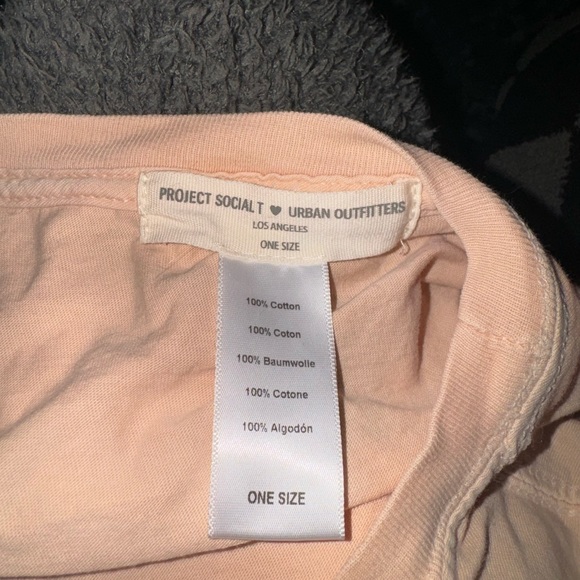 PROJECT SOCIAL T ♥ URBAN OUTFITTERS
LOS ANGELES
ONE SIZE
100% Cotton
100% Coton
100% Baumwolle
100% Cotone
100% Algodón
ONE SIZE